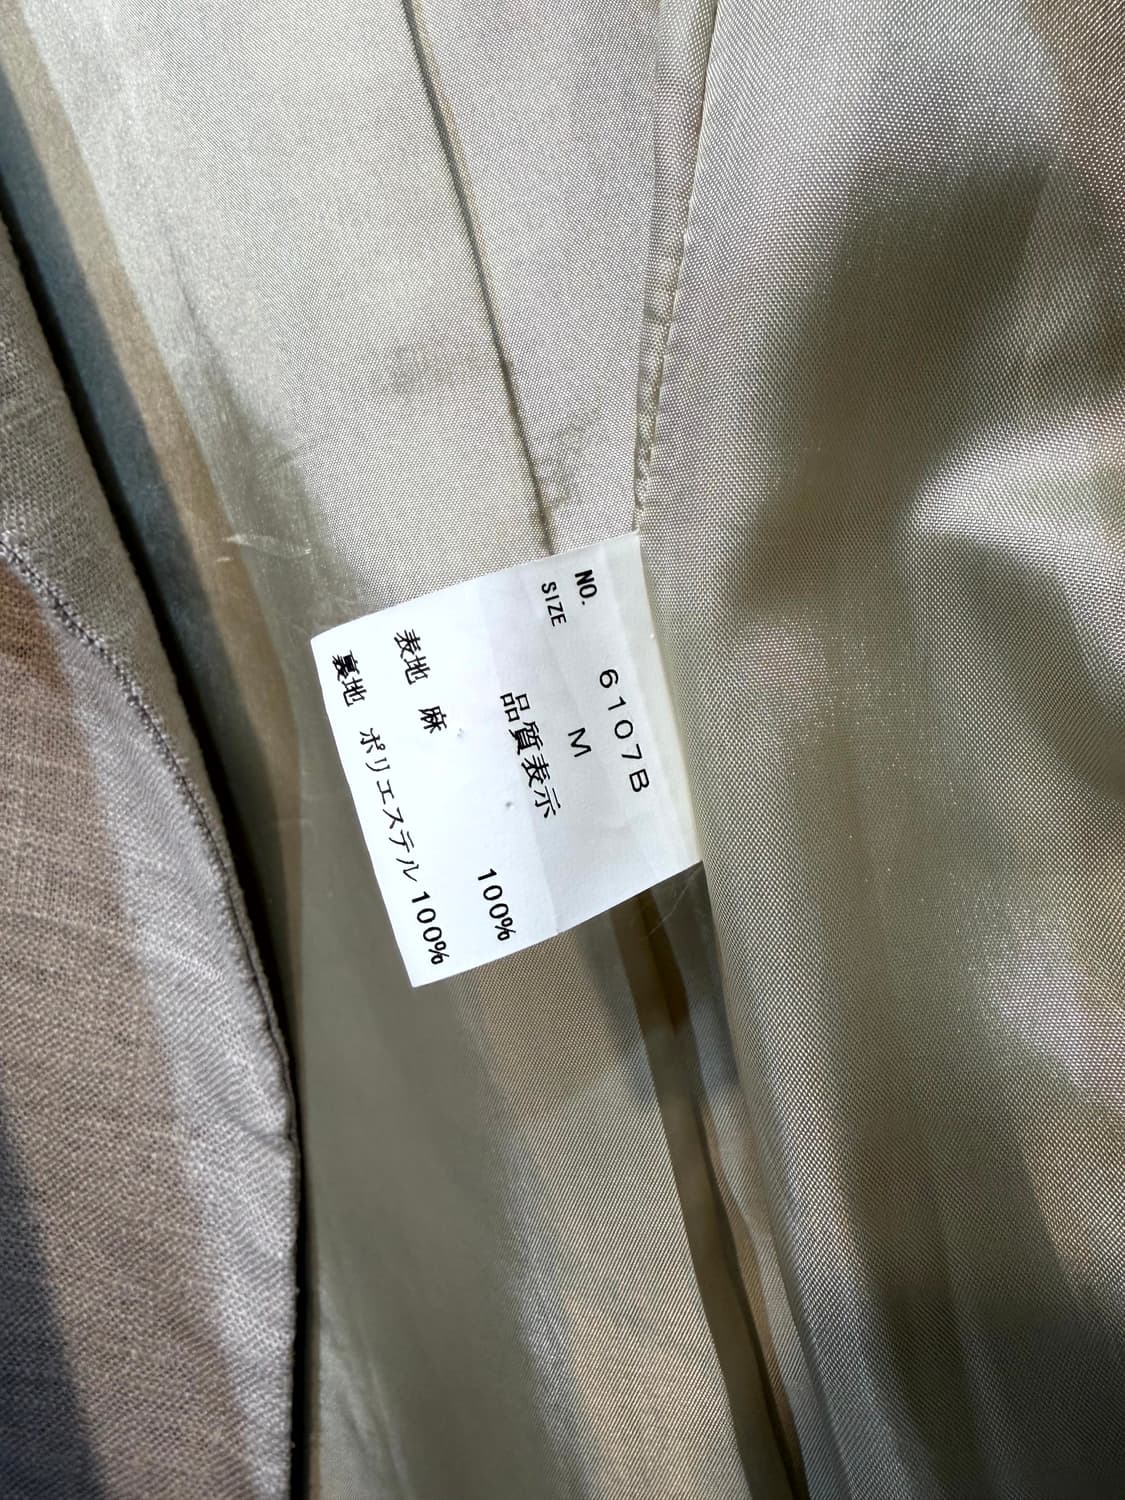 NO. 6107B
SIZE M
品質表示
表地 麻 100%
裏地 ポリエステル 100%